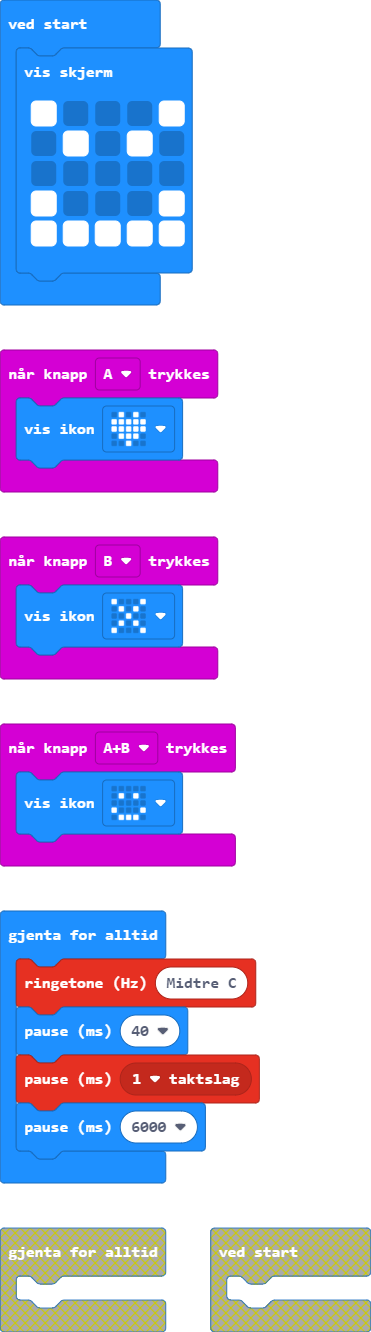 ved start
vis skjerm
når knapp A trykkes
vis ikon
når knapp B trykkes
vis ikon
når knapp A+B trykkes
vis ikon
gjenta for alltid
ringetone (Hz) Midtre C
pause (ms) 40
pause (ms) 1 taktslag
pause (ms) 6000
gjenta for alltid
ved start